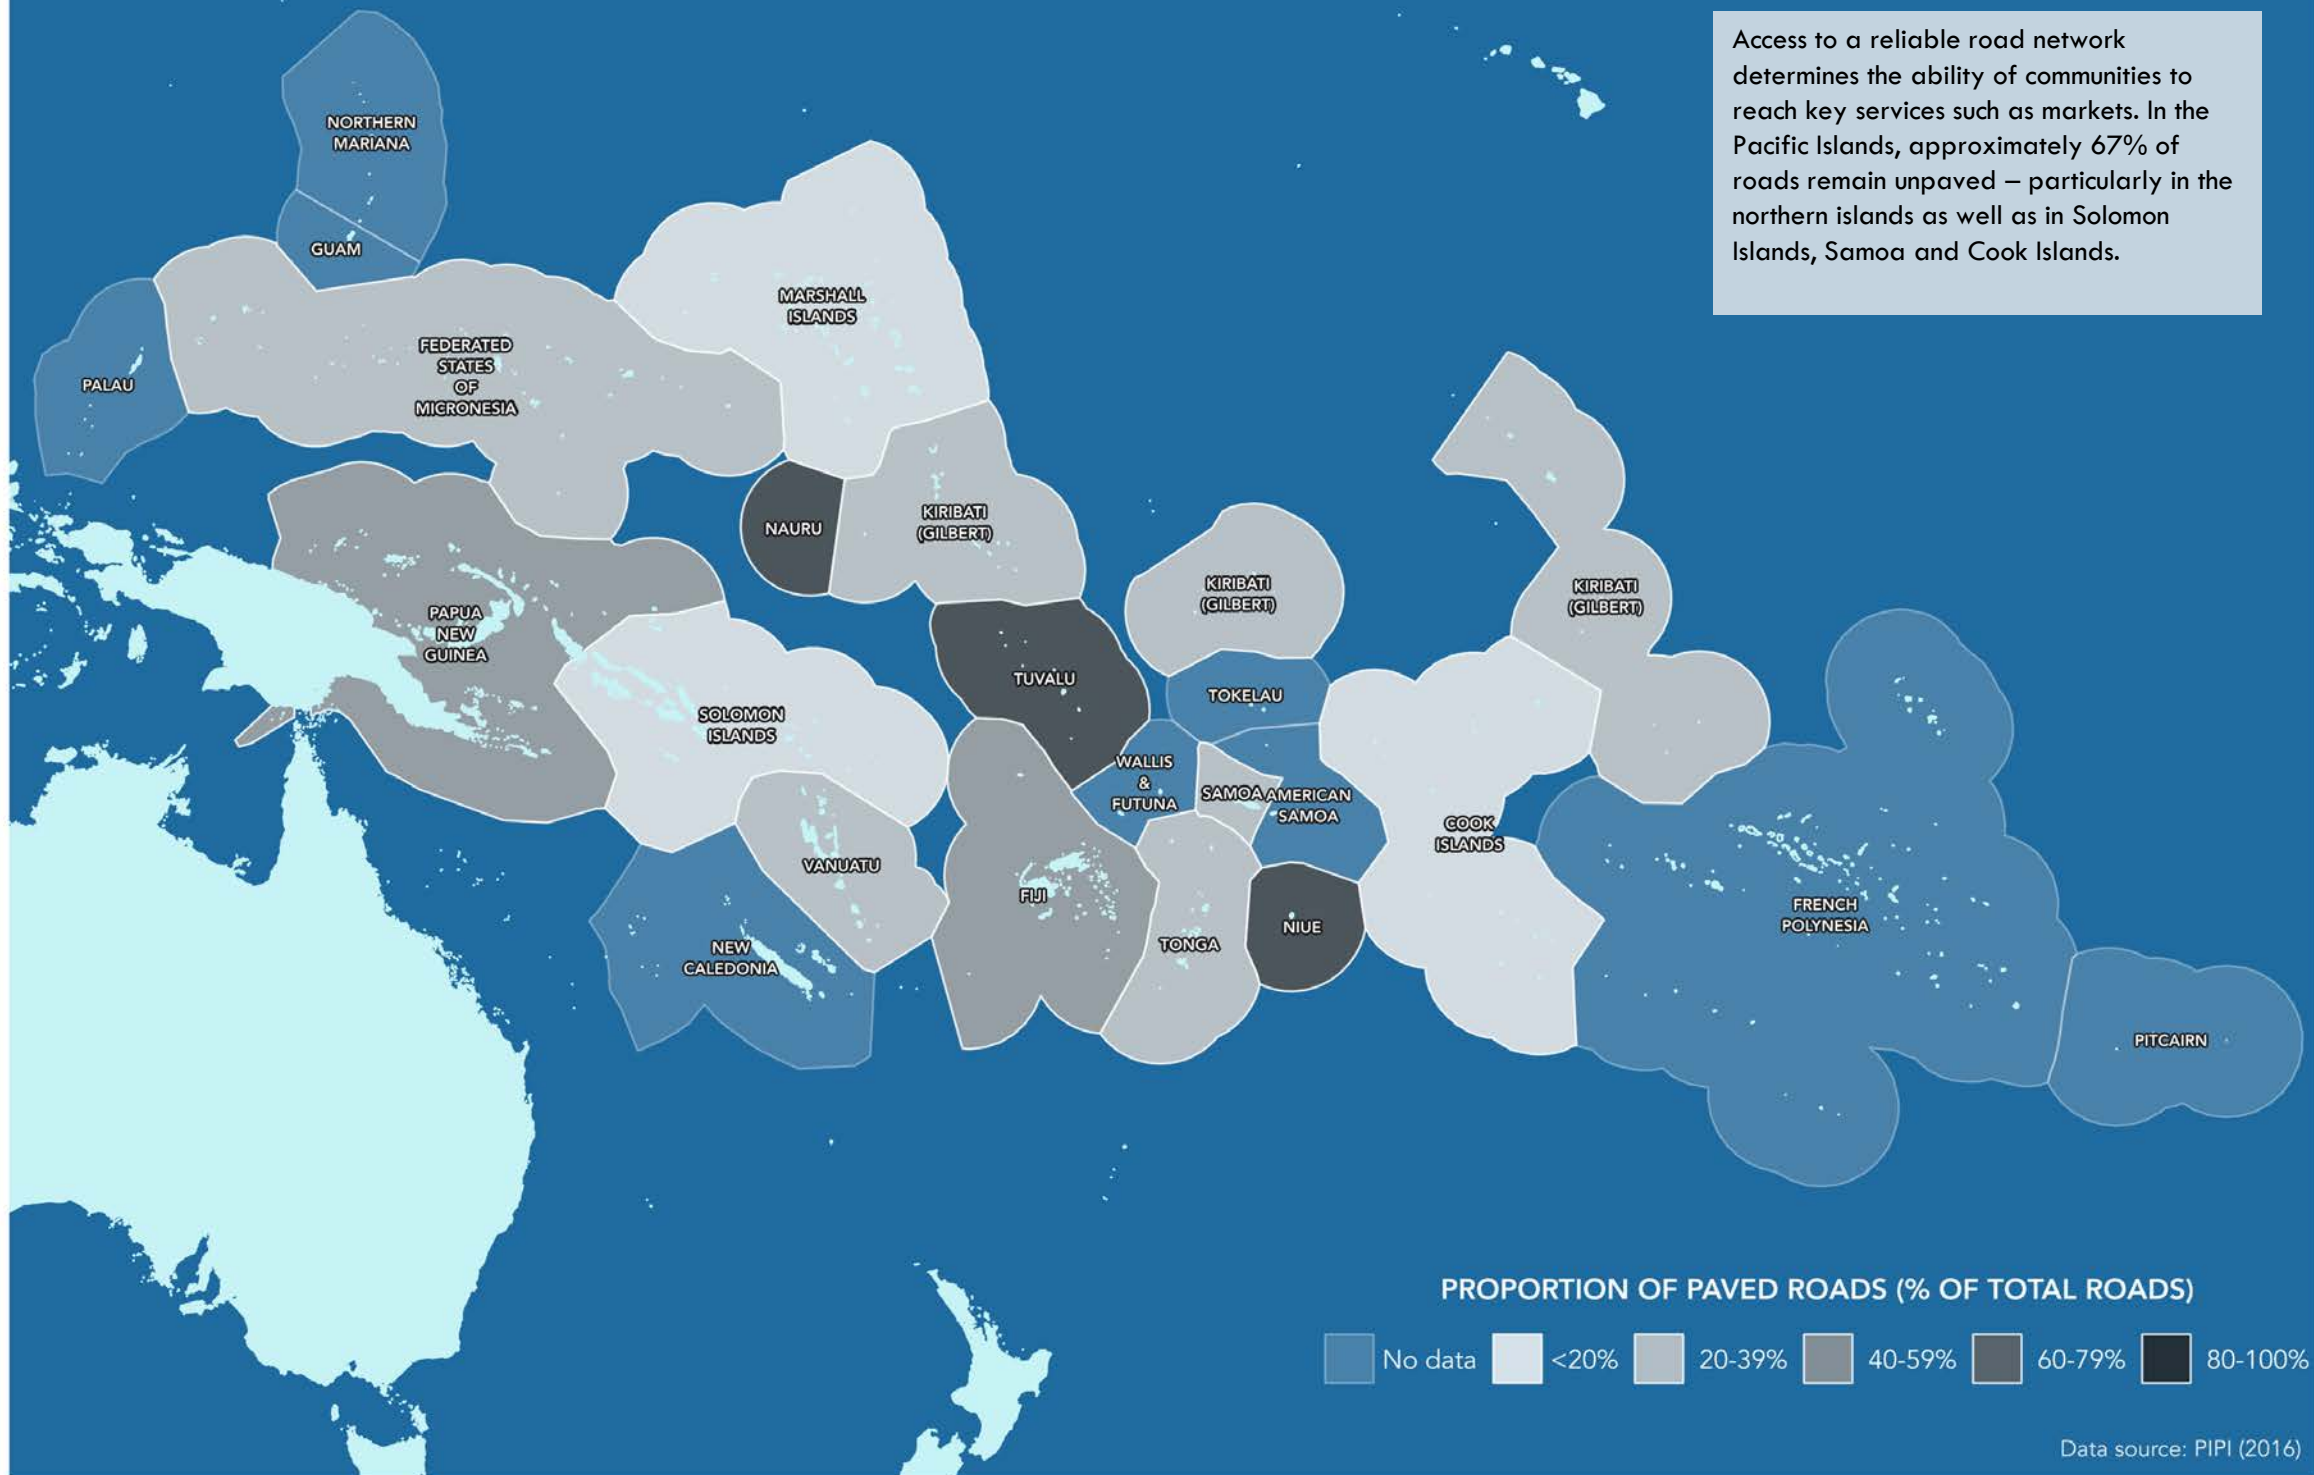 Access to a reliable road network
determines the ability of communities to
reach key services such as markets. In the
Pacific Islands, approximately 67% of
roads remain unpaved – particularly in the
northern islands as well as in Solomon
Islands, Samoa and Cook Islands.
NORTHERN
MARIANA
GUAM
MARSHALL
ISLANDS
FEDERATED
STATES
OF
MICRONESIA
PALAU
NAURU
KIRIBATI
(GILBERT)
KIRIBATI
(GILBERT)
KIRIBATI
(GILBERT)
PAPUA
NEW
GUINEA
TUVALU
TOKELAU
SOLOMON
ISLANDS
WALLIS
&
FUTUNA
SAMOA
AMERICAN
SAMOA
COOK
ISLANDS
VANUATU
FIJI
FRENCH
POLYNESIA
NIUE
TONGA
NEW
CALEDONIA
PITCAIRN
PROPORTION OF PAVED ROADS (% OF TOTAL ROADS)
No data <20% 20-39% 40-59% 60-79% 80-100%
Data source: PIPI (2016)